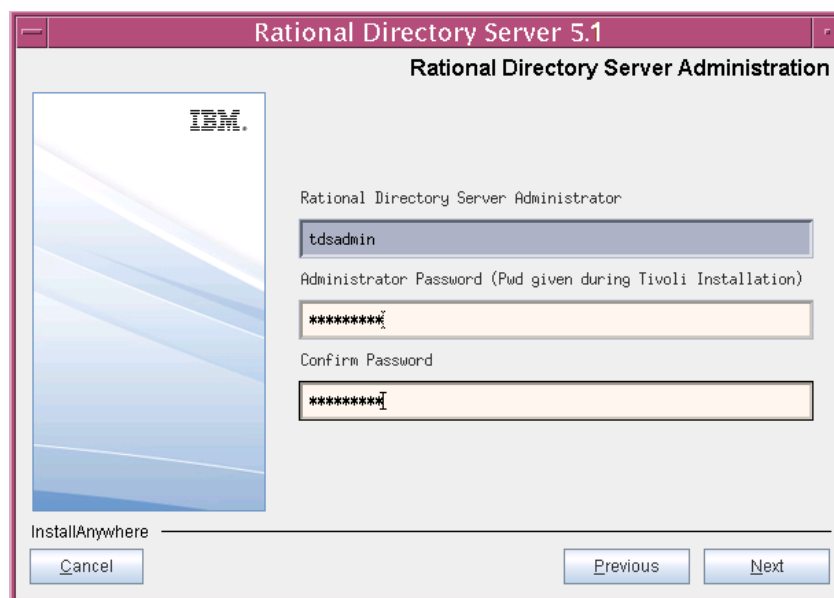 Rational Directory Server 5.1
Rational Directory Server Administration
IBM.
Rational Directory Server Administrator
tdsadmin
Administrator Password (Pwd given during Tivoli Installation)
*********
Confirm Password
*********
InstallAnywhere
Cancel
Previous
Next